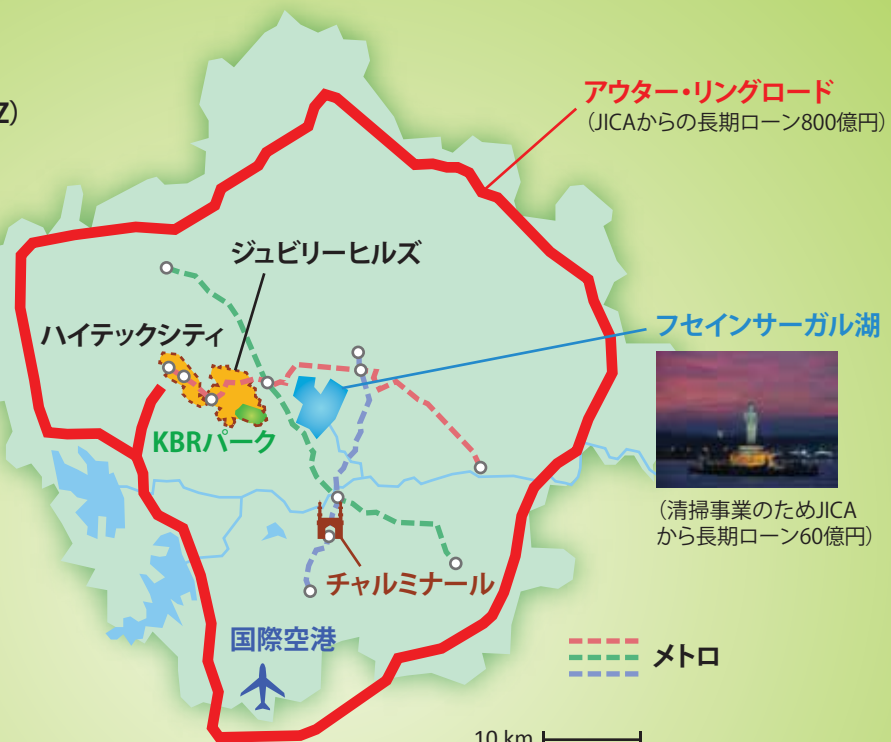 Z)
アウター・リングロード
（JICAからの長期ローン800億円）
ジュビリーヒルズ
ハイテックシティ
フセインサーガル湖
KBRパーク
（清掃事業のためJICA
から長期ローン60億円）
チャルミナール
国際空港
メトロ
10 km